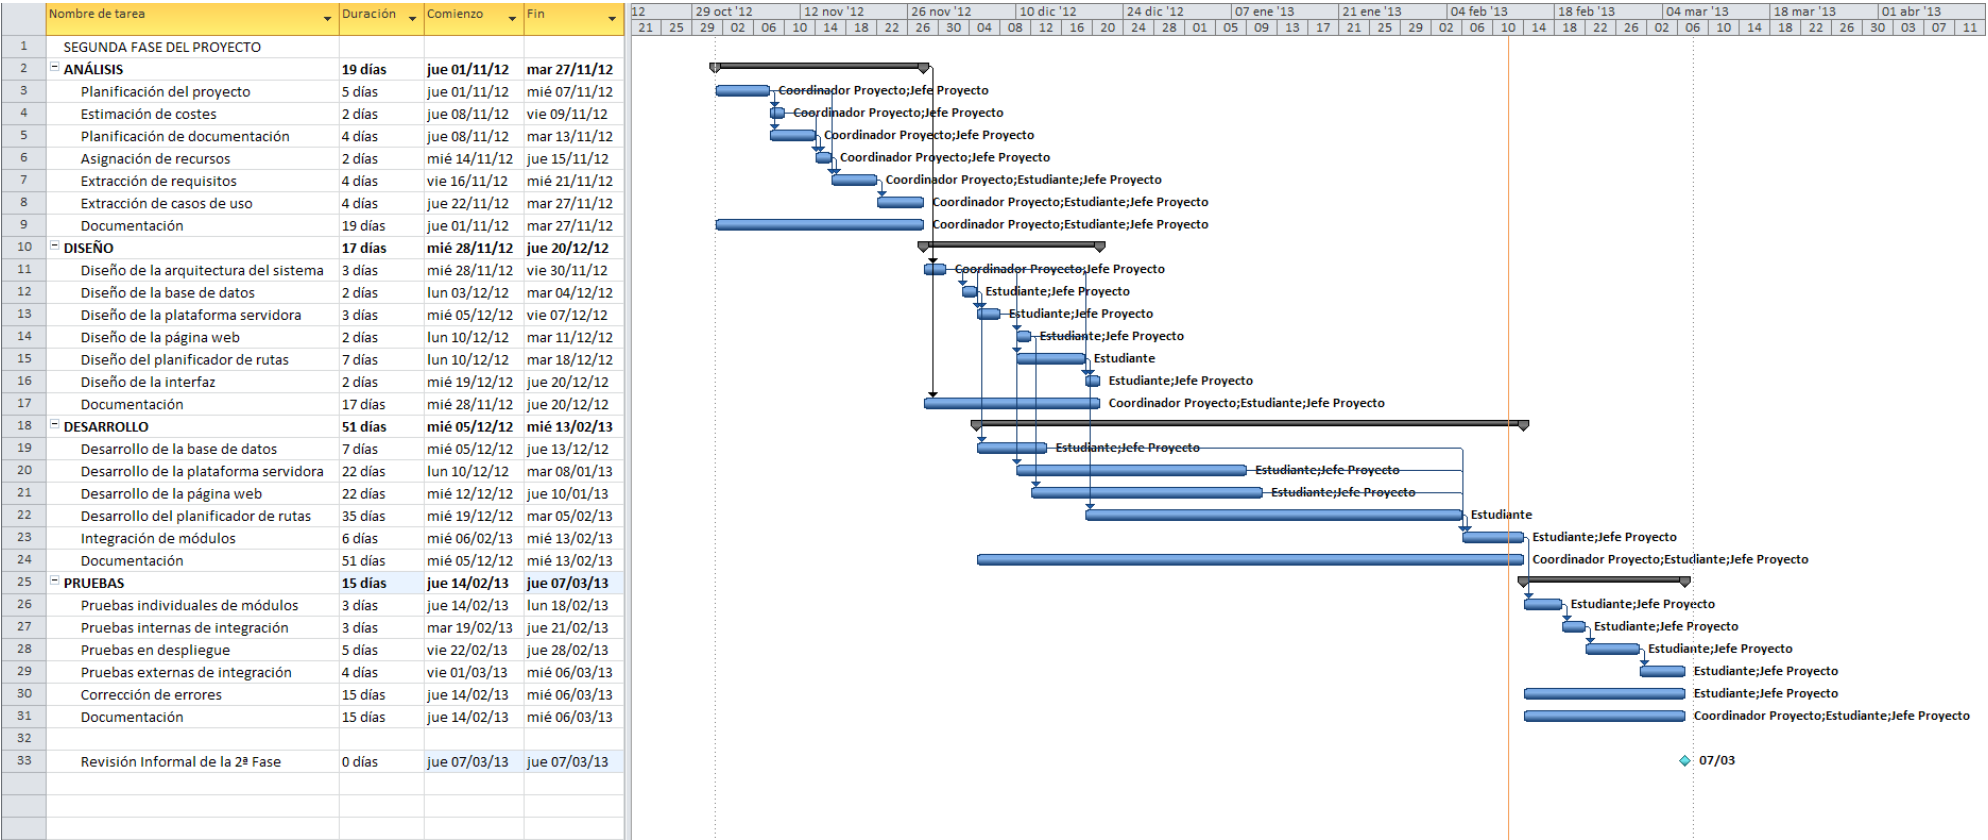 Nombre de tarea Duración Comienzo Fin
12 29 oct '12 12 nov '12 26 nov '12 10 dic '12 24 dic '12 07 ene '13 21 ene '13 04 feb '13 18 feb '13 04 mar '13 18 mar '13 01 abr '13
21 25 29 02 06 10 14 18 22 26 30 04 08 12 16 20 24 28 01 05 09 13 17 21 25 29 02 06 10 14 18 22 26 02 06 10 14 18 22 26 30 03 07 11
1 SEGUNDA FASE DEL PROYECTO
2 ANÁLISIS 19 días jue 01/11/12 mar 27/11/12
3 Planificación del proyecto 5 días jue 01/11/12 mié 07/11/12 Coordinador Proyecto;Jefe Proyecto
4 Estimación de costes 2 días jue 08/11/12 vie 09/11/12 Coordinador Proyecto;Jefe Proyecto
5 Planificación de documentación 4 días jue 08/11/12 mar 13/11/12 Coordinador Proyecto;Jefe Proyecto
6 Asignación de recursos 2 días mié 14/11/12 jue 15/11/12 Coordinador Proyecto;Jefe Proyecto
7 Extracción de requisitos 4 días vie 16/11/12 mié 21/11/12 Coordinador Proyecto;Estudiante;Jefe Proyecto
8 Extracción de casos de uso 4 días jue 22/11/12 mar 27/11/12 Coordinador Proyecto;Estudiante;Jefe Proyecto
9 Documentación 19 días jue 01/11/12 mar 27/11/12 Coordinador Proyecto;Estudiante;Jefe Proyecto
10 DISEÑO 17 días mié 28/11/12 jue 20/12/12
11 Diseño de la arquitectura del sistema 3 días mié 28/11/12 vie 30/11/12 Coordinador Proyecto;Jefe Proyecto
12 Diseño de la base de datos 2 días lun 03/12/12 mar 04/12/12 Estudiante;Jefe Proyecto
13 Diseño de la plataforma servidora 3 días mié 05/12/12 vie 07/12/12 Estudiante;Jefe Proyecto
14 Diseño de la página web 2 días lun 10/12/12 mar 11/12/12 Estudiante;Jefe Proyecto
15 Diseño del planificador de rutas 7 días lun 10/12/12 mar 18/12/12 Estudiante
16 Diseño de la interfaz 2 días mié 19/12/12 jue 20/12/12 Estudiante;Jefe Proyecto
17 Documentación 17 días mié 28/11/12 jue 20/12/12 Coordinador Proyecto;Estudiante;Jefe Proyecto
18 DESARROLLO 51 días mié 05/12/12 mié 13/02/13
19 Desarrollo de la base de datos 7 días mié 05/12/12 jue 13/12/12 Estudiante;Jefe Proyecto
20 Desarrollo de la plataforma servidora 22 días lun 10/12/12 mar 08/01/13 Estudiante;Jefe Proyecto
21 Desarrollo de la página web 22 días mié 12/12/12 jue 10/01/13 Estudiante;Jefe Proyecto
22 Desarrollo del planificador de rutas 35 días mié 19/12/12 mar 05/02/13 Estudiante
23 Integración de módulos 6 días mié 06/02/13 mié 13/02/13 Estudiante;Jefe Proyecto
24 Documentación 51 días mié 05/12/12 mié 13/02/13 Coordinador Proyecto;Estudiante;Jefe Proyecto
25 PRUEBAS 15 días jue 14/02/13 jue 07/03/13
26 Pruebas individuales de módulos 3 días jue 14/02/13 lun 18/02/13 Estudiante;Jefe Proyecto
27 Pruebas internas de integración 3 días mar 19/02/13 jue 21/02/13 Estudiante;Jefe Proyecto
28 Pruebas en despliegue 5 días vie 22/02/13 jue 28/02/13 Estudiante;Jefe Proyecto
29 Pruebas externas de integración 4 días vie 01/03/13 mié 06/03/13 Estudiante;Jefe Proyecto
30 Corrección de errores 15 días jue 14/02/13 mié 06/03/13 Estudiante;Jefe Proyecto
31 Documentación 15 días jue 14/02/13 mié 06/03/13 Coordinador Proyecto;Estudiante;Jefe Proyecto
32
33 Revisión Informal de la 2ª Fase 0 días jue 07/03/13 jue 07/03/13 07/03